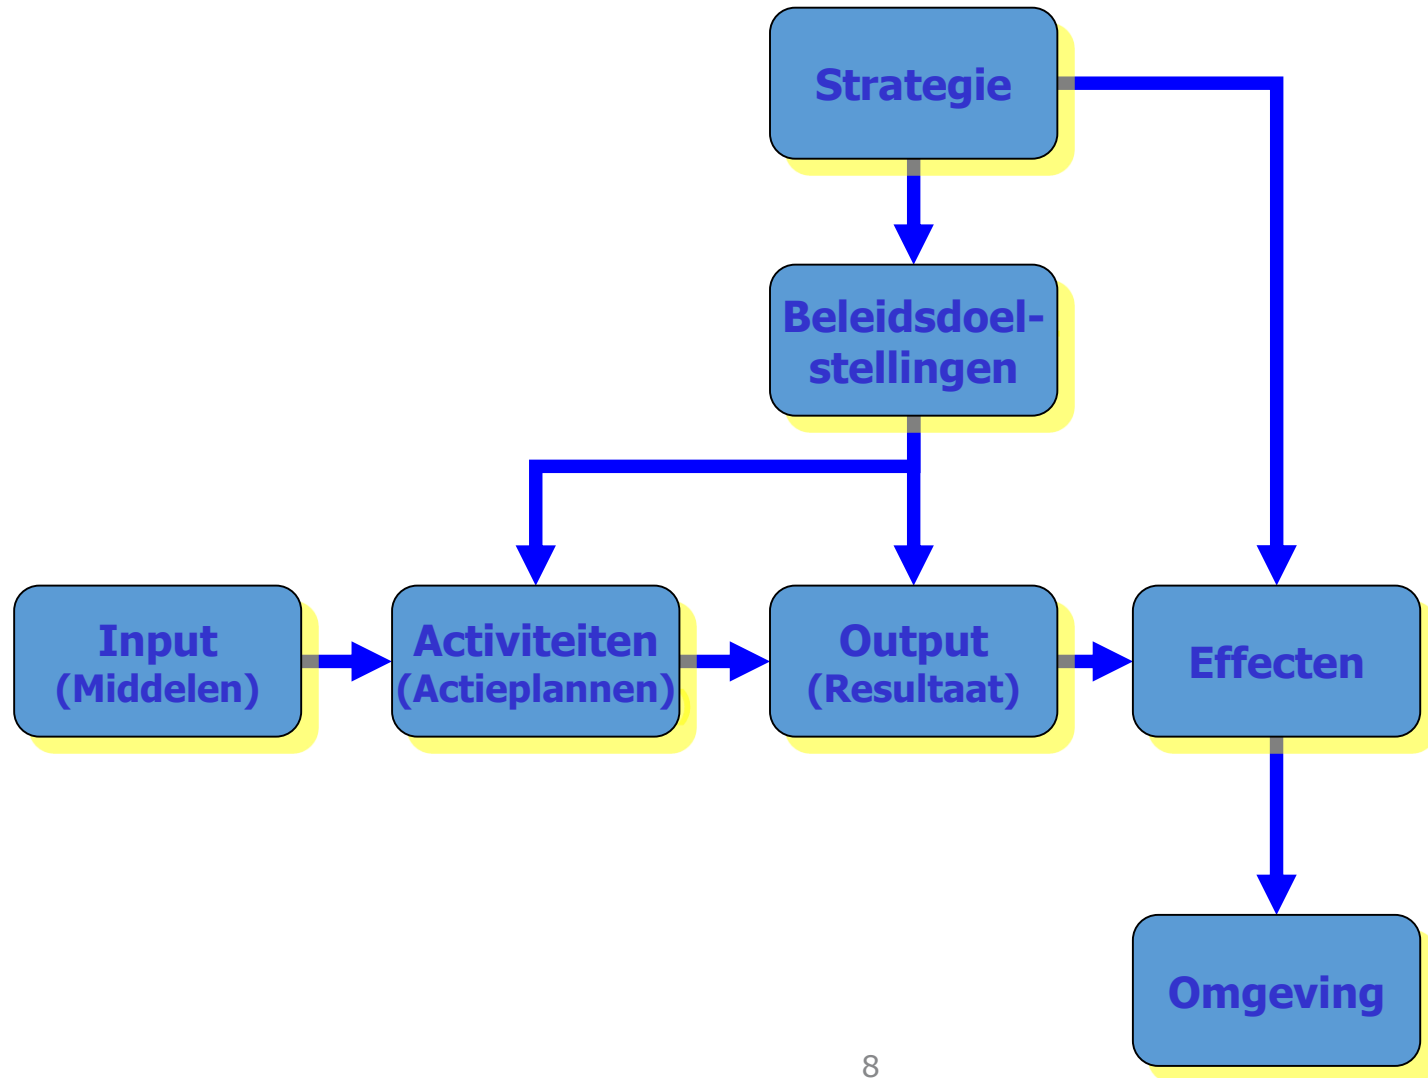 Strategie
Beleidsdoel-
stellingen
Input
(Middelen)
Activiteiten
(Actieplannen)
Output
(Resultaat)
Effecten
Omgeving
8